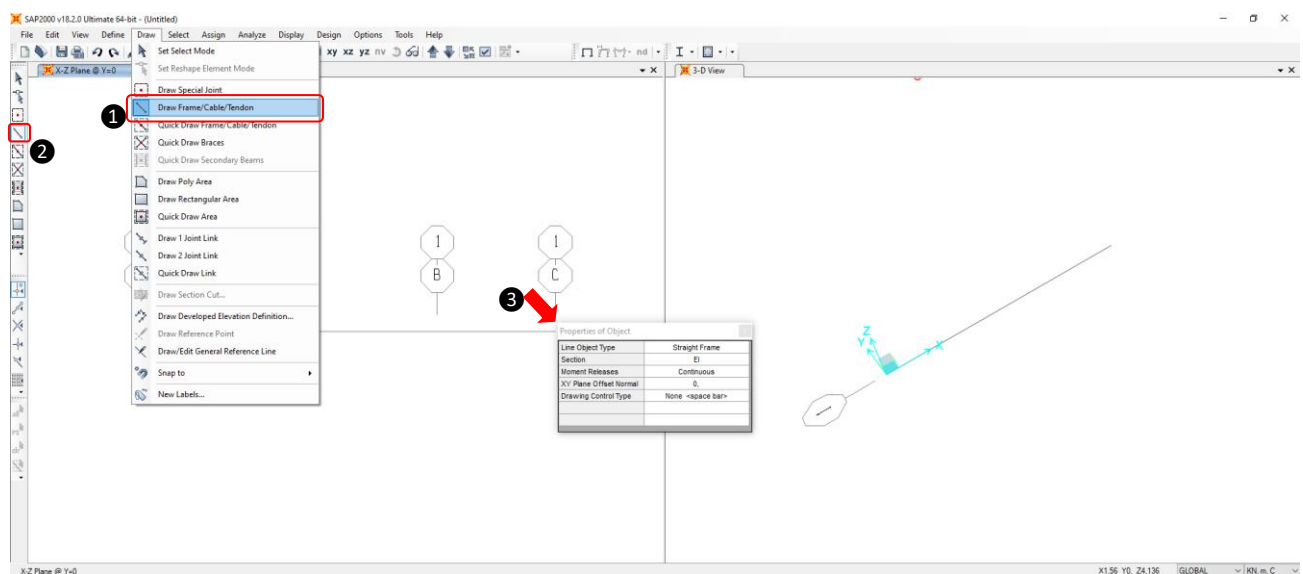 SAP2000 v18.2.0 Ultimate 64-bit - (Untitled)
File Edit View Define Draw Select Assign Analyze Display Design Options Tools Help
xy xz yz nv nd
X-Z Plane @ Y=0
3-D View
Set Select Mode
Set Reshape Element Mode
Draw Special Joint
1 Draw Frame/Cable/Tendon
Quick Draw Frame/Cable/Tendon
2
Quick Draw Braces
Quick Draw Secondary Beams
Draw Poly Area
Draw Rectangular Area
Quick Draw Area
Draw 1 Joint Link
Draw 2 Joint Link
Quick Draw Link
Draw Section Cut...
Draw Developed Elevation Definition...
Draw Reference Point
Draw/Edit General Reference Line
Snap to
New Labels...
1 1
B C
3
Properties of Object
Line Object Type Straight Frame
Section EI
Moment Releases Continuous
XY Plane Offset Normal 0,
Drawing Control Type None <space bar>
Z
Y
X
1
X-Z Plane @ Y=0
X1.56 Y0, Z4.136 GLOBAL KN, m, C